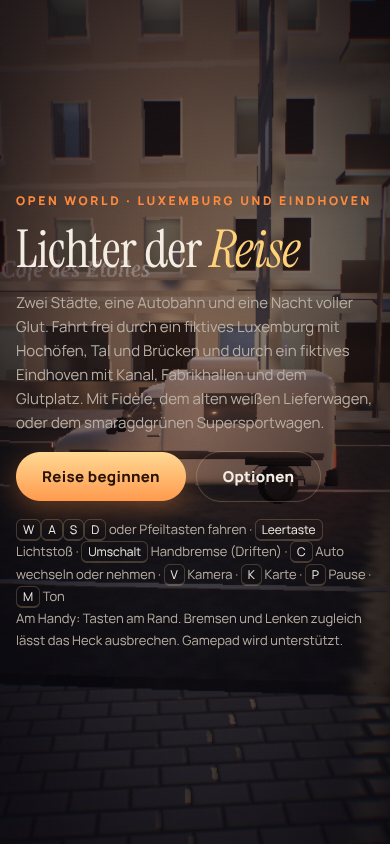 OPEN WORLD · LUXEMBURG UND EINDHOVEN
Lichter der Reise
Café des Étoiles
Zwei Städte, eine Autobahn und eine Nacht voller
Glut. Fahrt frei durch ein fiktives Luxemburg mit
Hochöfen, Tal und Brücken und durch ein fiktives
Eindhoven mit Kanal, Fabrikhallen und dem
Glutplatz. Mit Fidèle, dem alten weißen Lieferwagen,
oder dem smaragdgrünen Supersportwagen.
Reise beginnen Optionen
W A S D oder Pfeiltasten fahren · Leertaste
Lichtstoß · Umschalt Handbremse (Driften) · C Auto
wechseln oder nehmen · V Kamera · K Karte · P Pause ·
M Ton
Am Handy: Tasten am Rand. Bremsen und Lenken zugleich
lässt das Heck ausbrechen. Gamepad wird unterstützt.